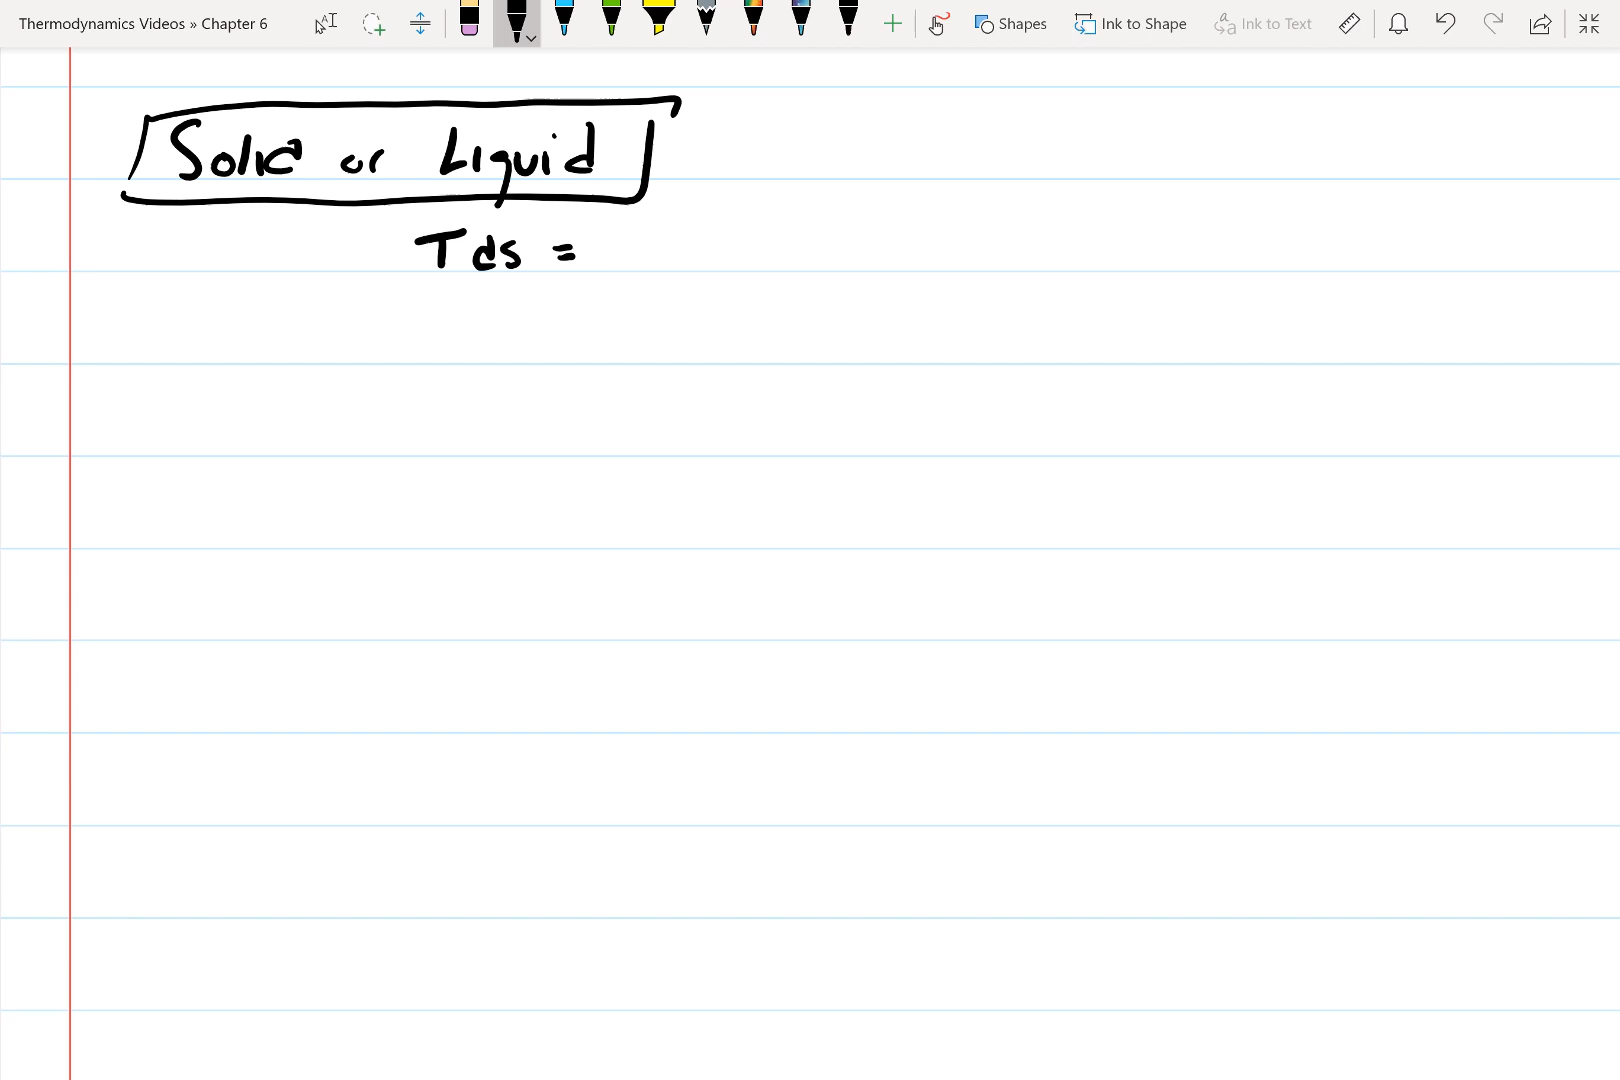 Thermodynamics Videos » Chapter 6 Shapes Ink to Shape Ink to Text
Solid or Liquid
Tds =